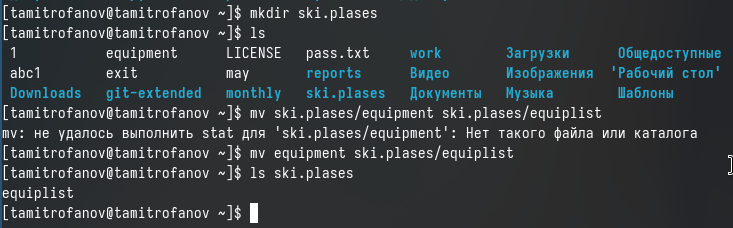 [tamitrofanov@tamitrofanov ~]$ mkdir ski.plases
[tamitrofanov@tamitrofanov ~]$ ls
1 equipment LICENSE pass.txt work Загрузки Общедоступные
abc1 exit may reports Видео Изображения 'Рабочий стол'
Downloads git-extended monthly ski.plases Документы Музыка Шаблоны
[tamitrofanov@tamitrofanov ~]$ mv ski.plases/equipment ski.plases/equiplist
mv: не удалось выполнить stat для 'ski.plases/equipment': Нет такого файла или каталога
[tamitrofanov@tamitrofanov ~]$ mv equipment ski.plases/equiplist
[tamitrofanov@tamitrofanov ~]$ ls ski.plases
equiplist
[tamitrofanov@tamitrofanov ~]$